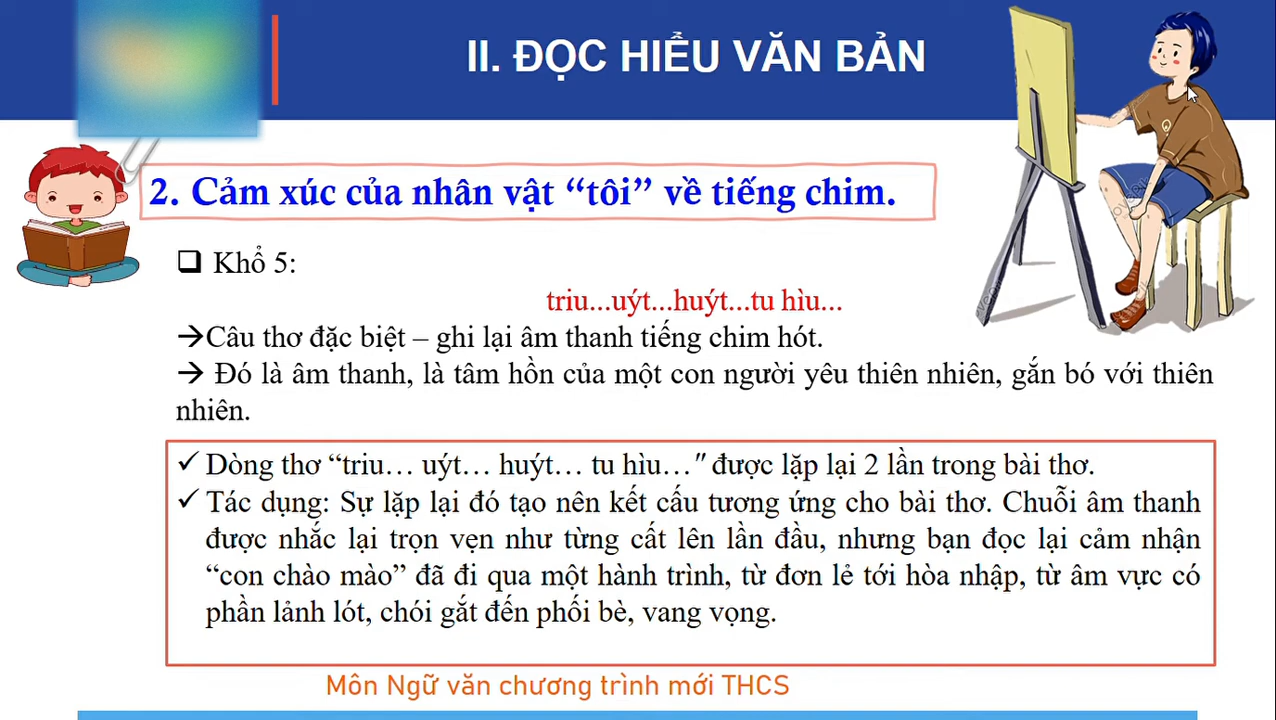 II. ĐỌC HIỂU VĂN BẢN
2. Cảm xúc của nhân vật “tôi” về tiếng chim.
❑ Khổ 5:
triu...uýt...huýt...tu hìu...
→Câu thơ đặc biệt – ghi lại âm thanh tiếng chim hót.
→ Đó là âm thanh, là tâm hồn của một con người yêu thiên nhiên, gắn bó với thiên
nhiên.
✓ Dòng thơ “triu… uýt… huýt… tu hìu…" được lặp lại 2 lần trong bài thơ.
✓ Tác dụng: Sự lặp lại đó tạo nên kết cấu tương ứng cho bài thơ. Chuỗi âm thanh
được nhắc lại trọn vẹn như từng cất lên lần đầu, nhưng bạn đọc lại cảm nhận
“con chào mào” đã đi qua một hành trình, từ đơn lẻ tới hòa nhập, từ âm vực có
phần lảnh lót, chói gắt đến phối bè, vang vọng.
Môn Ngữ văn chương trình mới THCS